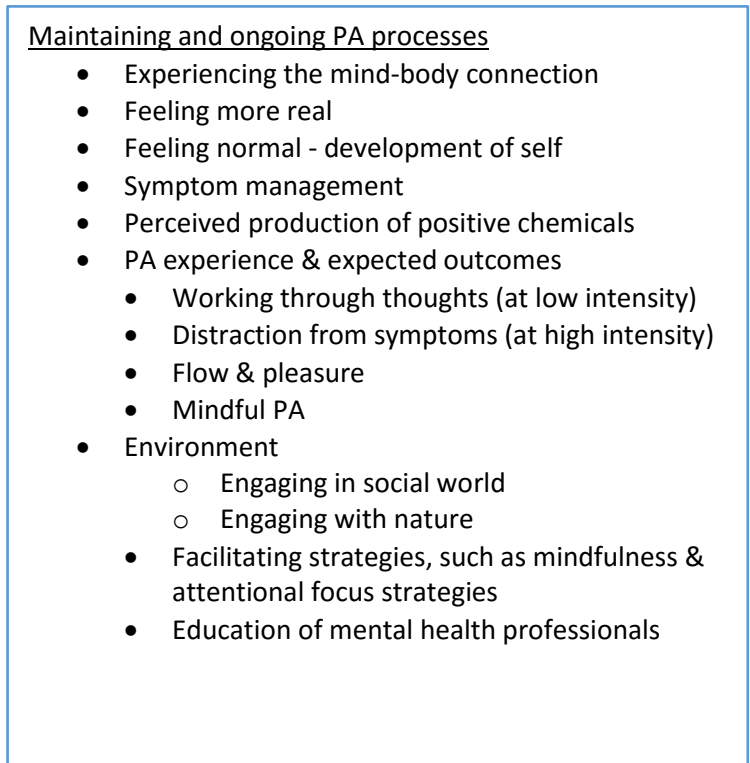 Maintaining and ongoing PA processes
• Experiencing the mind-body connection
• Feeling more real
• Feeling normal - development of self
• Symptom management
• Perceived production of positive chemicals
• PA experience & expected outcomes
• Working through thoughts (at low intensity)
• Distraction from symptoms (at high intensity)
• Flow & pleasure
• Mindful PA
• Environment
o Engaging in social world
o Engaging with nature
• Facilitating strategies, such as mindfulness &
attentional focus strategies
• Education of mental health professionals